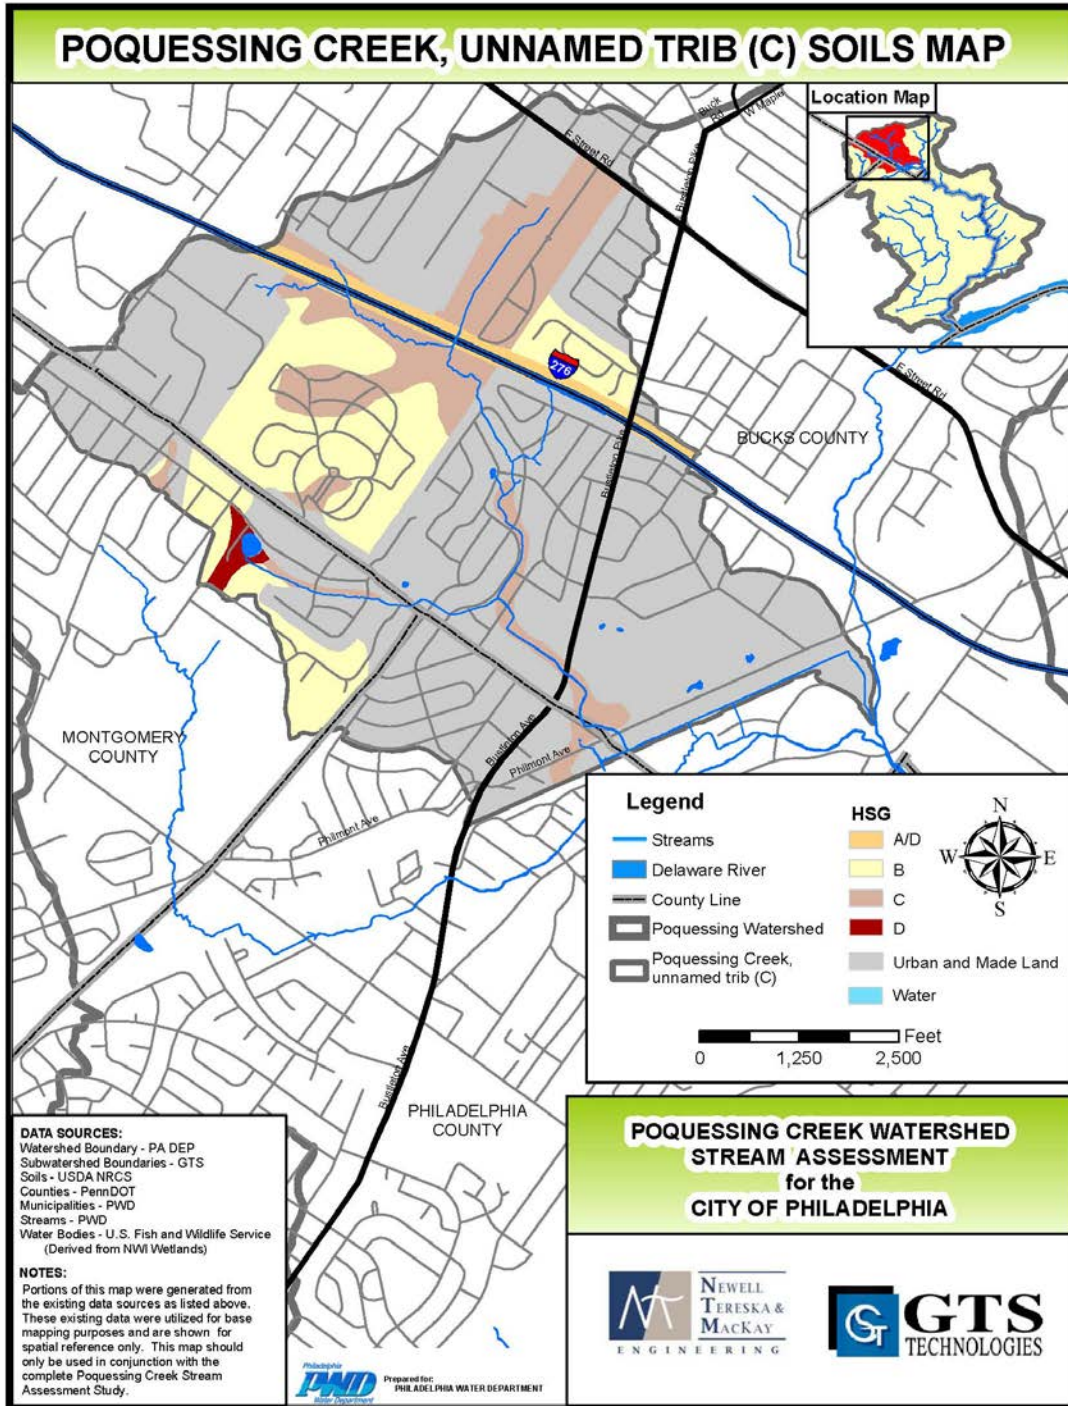 POQUESSING CREEK, UNNAMED TRIB (C) SOILS MAP
Location Map
Buck
Rd
W Maple
E Street Rd
Bustleton Pike
276
E Street Rd
BUCKS COUNTY
Bustleton Pike
MONTGOMERY
COUNTY
Bustleton Ave
Philmont Ave
Philmont Ave
Bustleton Ave
PHILADELPHIA
COUNTY
Legend
Streams
Delaware River
County Line
Poquessing Watershed
Poquessing Creek,
unnamed trib (C)
HSG
A/D
B
C
D
Urban and Made Land
Water
N
W E
S
Feet
0 1,250 2,500
DATA SOURCES:
Watershed Boundary - PA DEP
Subwatershed Boundaries - GTS
Soils - USDA NRCS
Counties - PennDOT
Municipalities - PWD
Streams - PWD
Water Bodies - U.S. Fish and Wildlife Service
(Derived from NWI Wetlands)
NOTES:
Portions of this map were generated from
the existing data sources as listed above.
These existing data were utilized for base
mapping purposes and are shown for
spatial reference only. This map should
only be used in conjunction with the
complete Poquessing Creek Stream
Assessment Study.
Philadelphia
PWD
Water Department
Prepared for:
PHILADELPHIA WATER DEPARTMENT
POQUESSING CREEK WATERSHED
STREAM ASSESSMENT
for the
CITY OF PHILADELPHIA
NEWELL
TERESKA &
MACKAY
ENGINEERING
GTS
TECHNOLOGIES